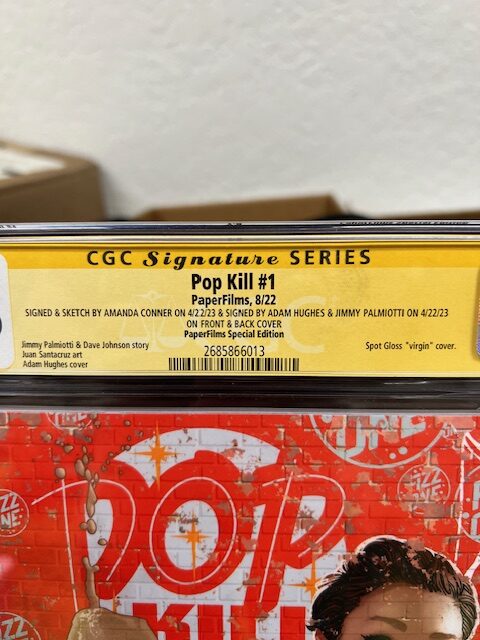 CGC Signature SERIES
Pop Kill #1
PaperFilms, 8/22
SIGNED & SKETCH BY AMANDA CONNER ON 4/22/23 & SIGNED BY ADAM HUGHES & JIMMY PALMIOTTI ON 4/22/23
ON FRONT & BACK COVER
PaperFilms Special Edition
Jimmy Palmiotti & Dave Johnson story
Juan Santacruz art
Adam Hughes cover
Spot Gloss "virgin" cover.
2685866013
POP
KILL